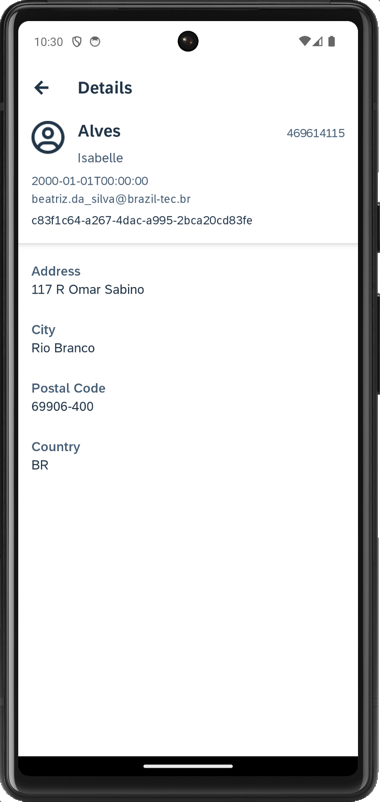 10:30
Details
Alves
469614115
Isabelle
2000-01-01T00:00:00
beatriz.da_silva@brazil-tec.br
c83f1c64-a267-4dac-a995-2bca20cd83fe
Address
117 R Omar Sabino
City
Rio Branco
Postal Code
69906-400
Country
BR